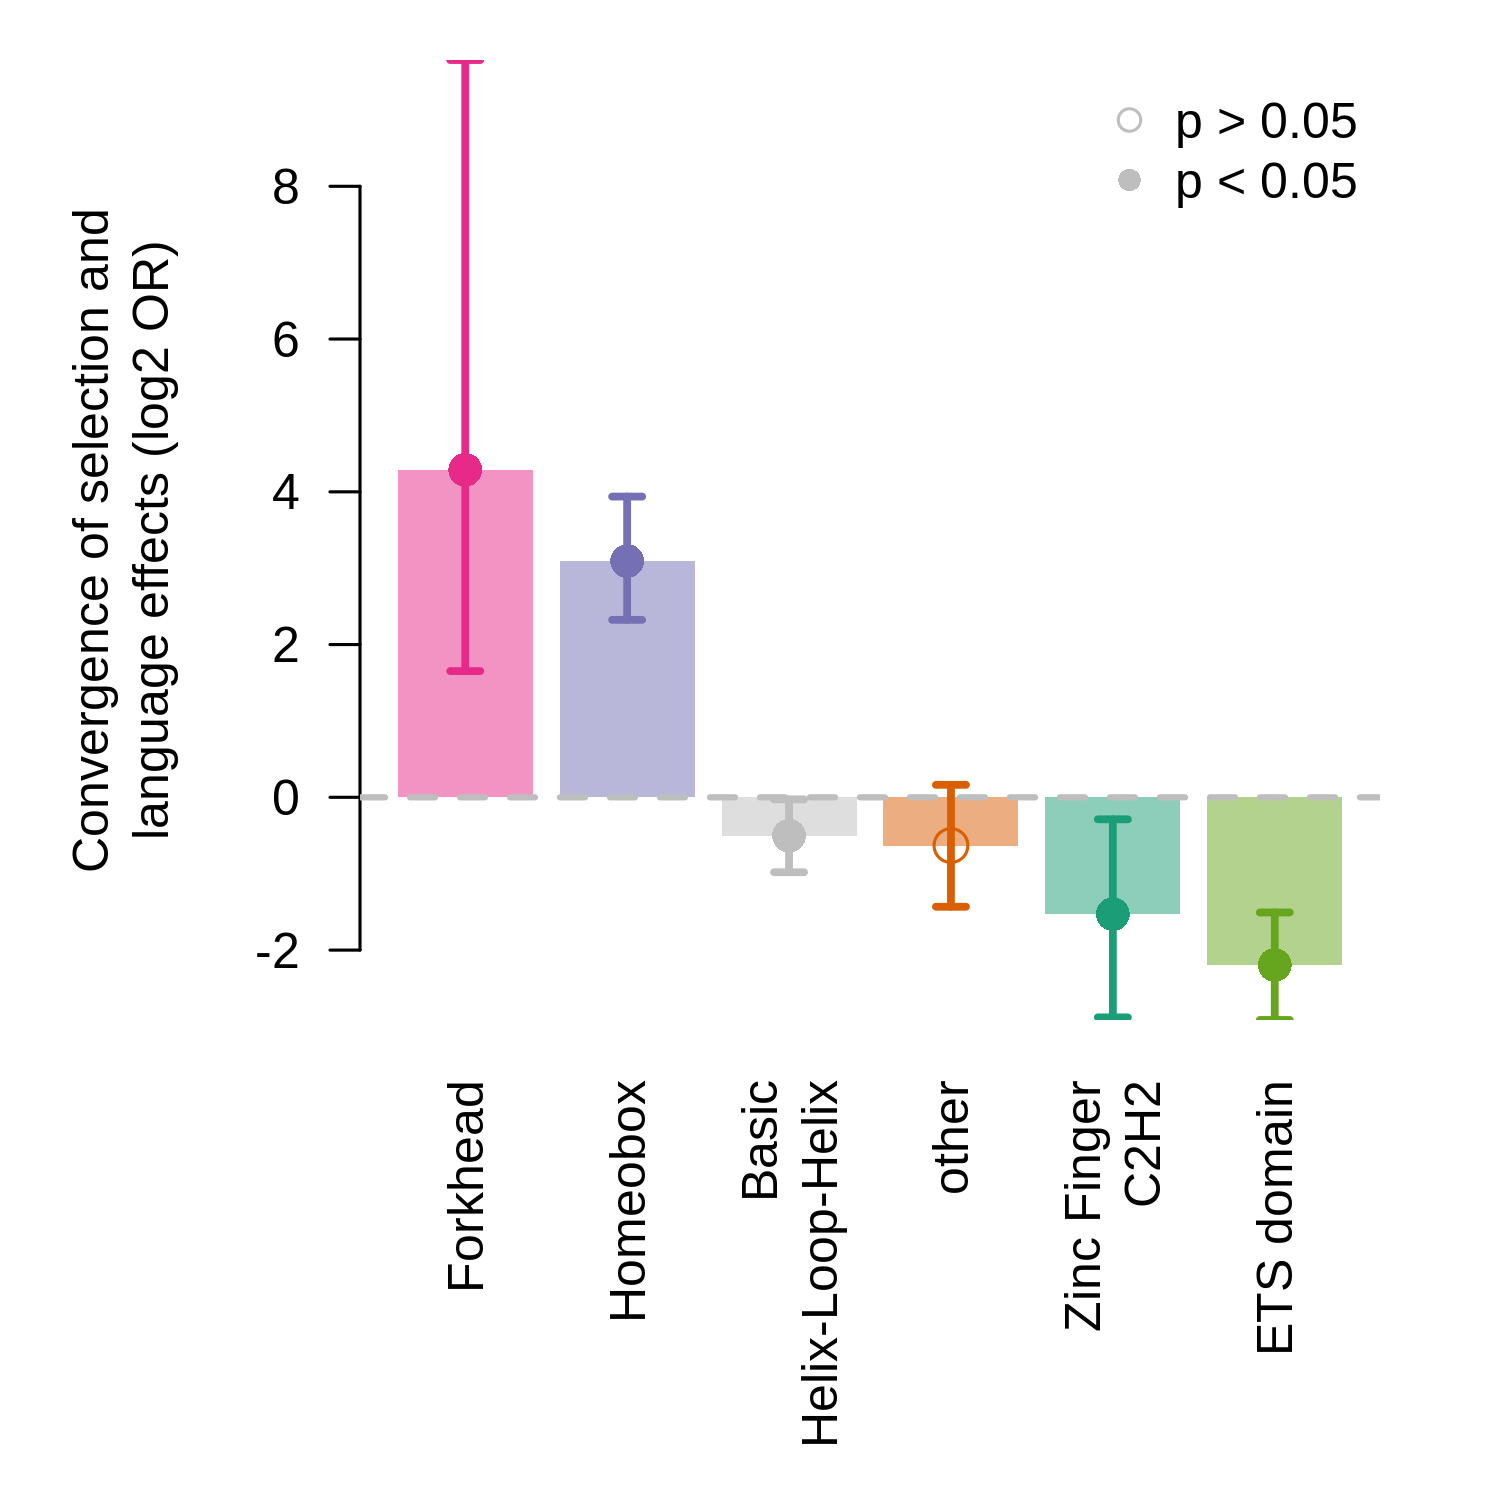 p > 0.05
p < 0.05
Convergence of selection and
language effects (log2 OR)
8
6
4
2
0
-2
Forkhead
Homeobox
Basic
Helix-Loop-Helix
other
Zinc Finger
C2H2
ETS domain